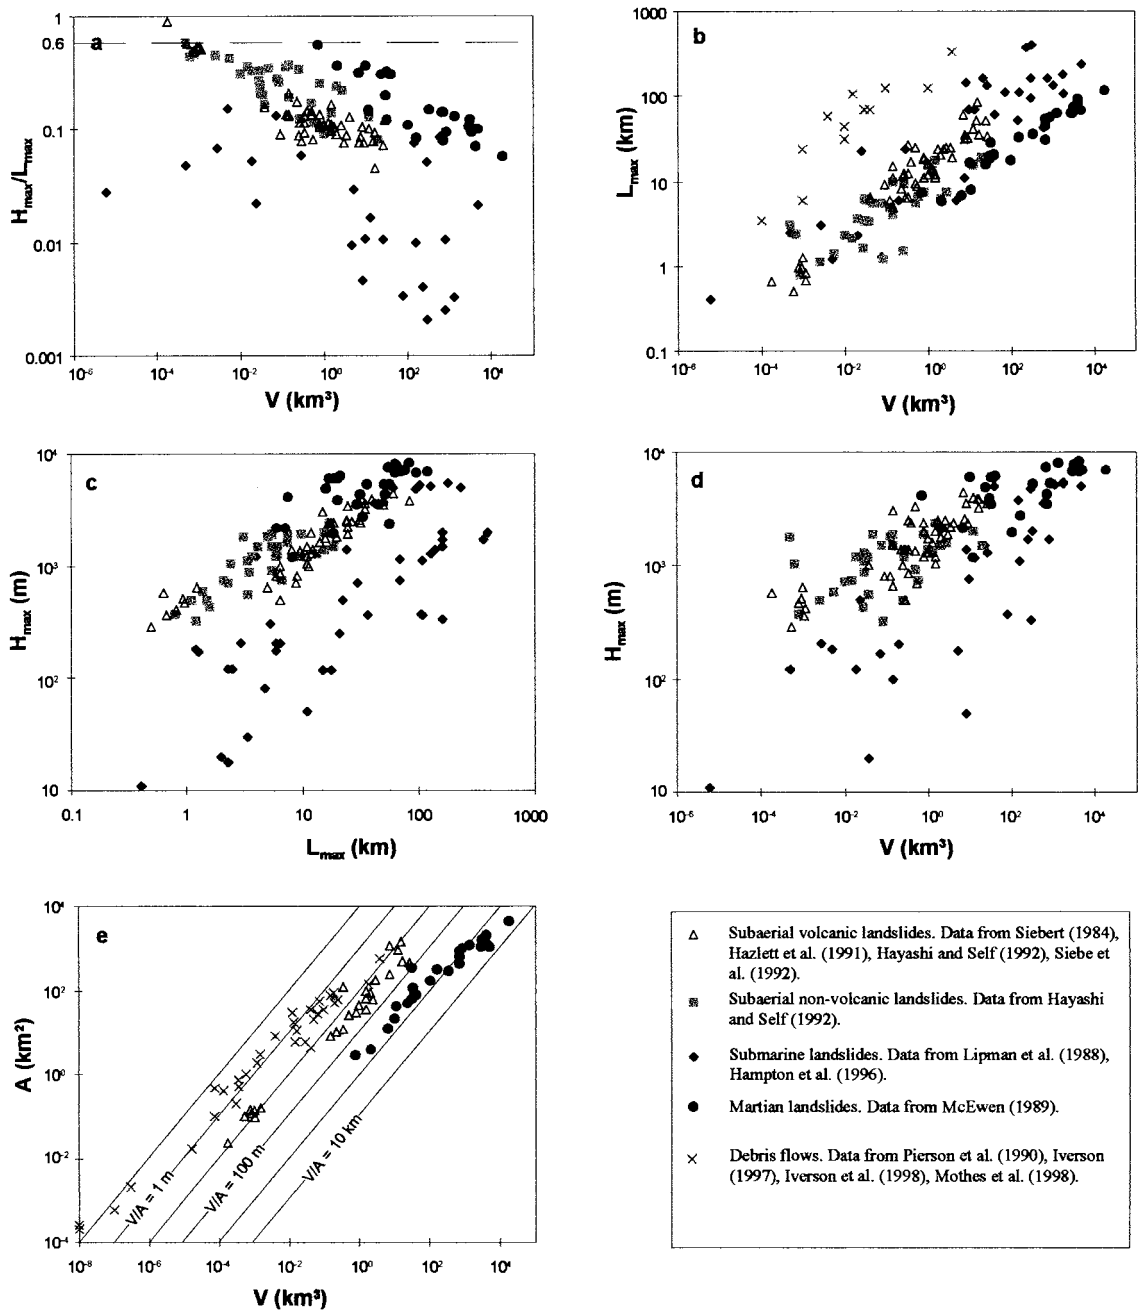 1
0.6
a
0.1
0.01
0.001
H_max/L_max
10⁻⁶ 10⁻⁴ 10⁻² 10⁰ 10² 10⁴
V (km³)
1000
b
100
10
1
0.1
L_max (km)
10⁻⁶ 10⁻⁴ 10⁻² 10⁰ 10² 10⁴
V (km³)
10⁴
c
10³
10²
10
H_max (m)
0.1 1 10 100 1000
L_max (km)
10⁴
d
10³
10²
10
H_max (m)
10⁻⁶ 10⁻⁴ 10⁻² 10⁰ 10² 10⁴
V (km³)
10⁴
e
10²
10⁰
10⁻²
10⁻⁴
A (km²)
V/A = 1 m
V/A = 100 m
V/A = 10 km
10⁻⁸ 10⁻⁶ 10⁻⁴ 10⁻² 10⁰ 10² 10⁴
V (km³)
Subaerial volcanic landslides. Data from Siebert (1984),
Hazlett et al. (1991), Hayashi and Self (1992), Siebe et
al. (1992).
Subaerial non-volcanic landslides. Data from Hayashi
and Self (1992).
Submarine landslides. Data from Lipman et al. (1988),
Hampton et al. (1996).
Martian landslides. Data from McEwen (1989).
Debris flows. Data from Pierson et al. (1990), Iverson
(1997), Iverson et al. (1998), Mothes et al. (1998).